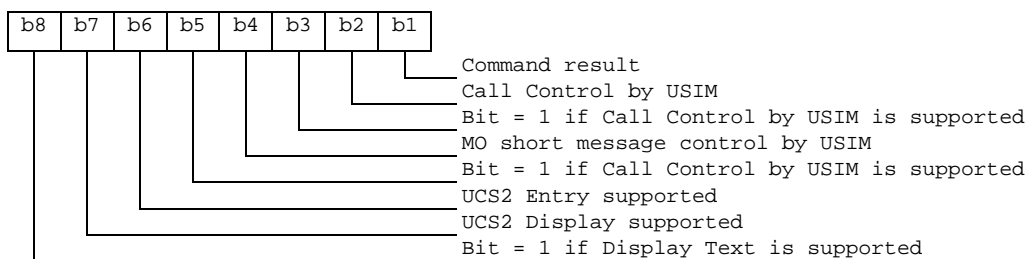 b8 b7 b6 b5 b4 b3 b2 b1
Command result
Call Control by USIM
Bit = 1 if Call Control by USIM is supported
MO short message control by USIM
Bit = 1 if Call Control by USIM is supported
UCS2 Entry supported
UCS2 Display supported
Bit = 1 if Display Text is supported